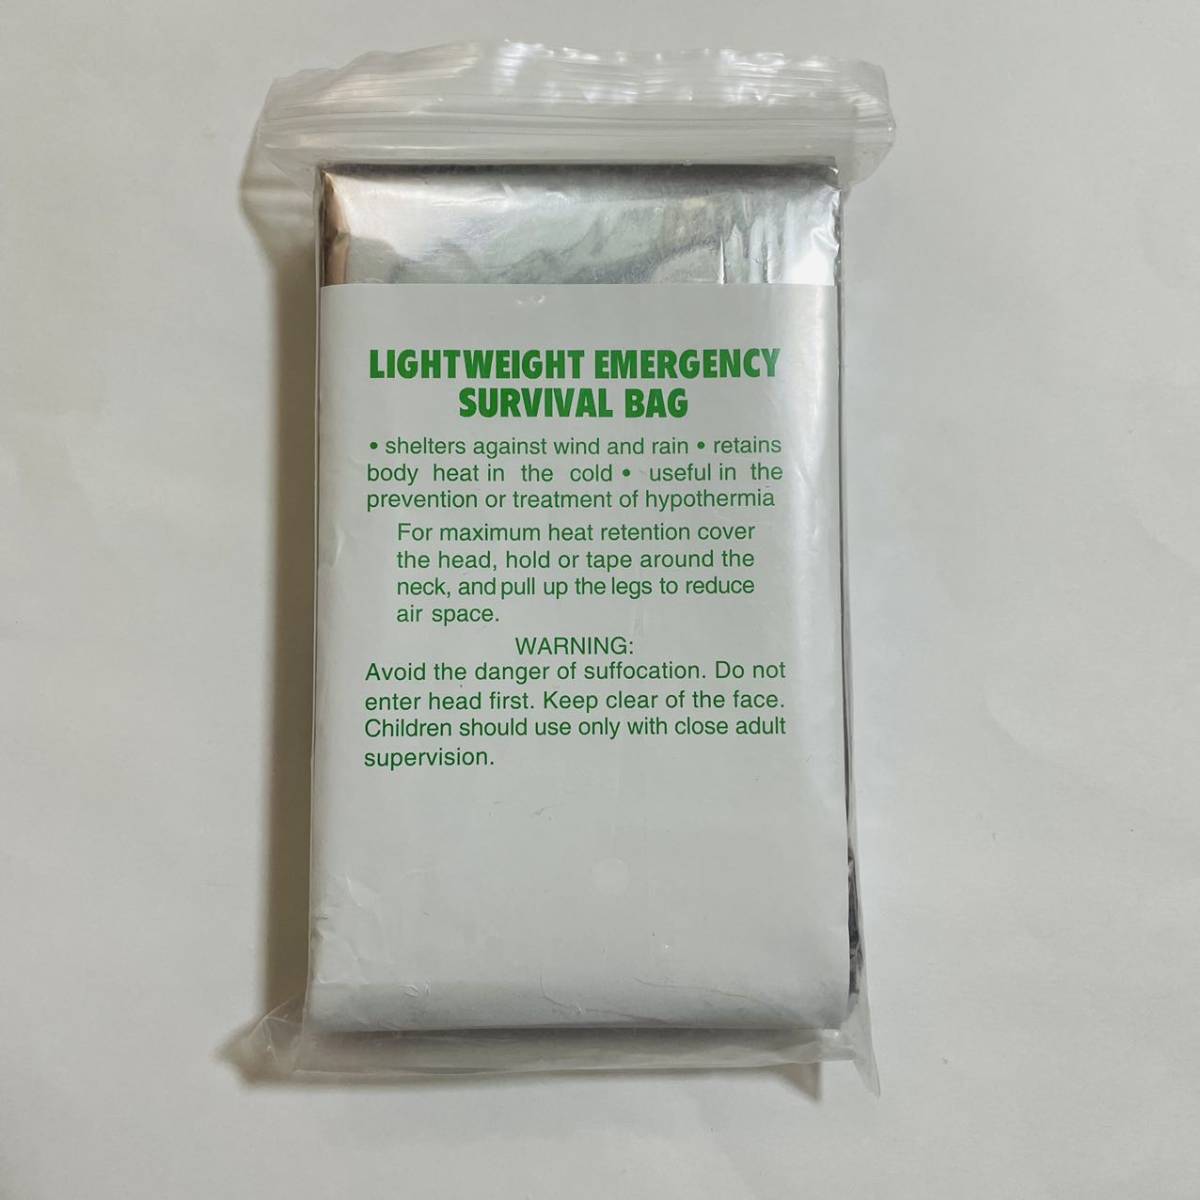 LIGHTWEIGHT EMERGENCY
SURVIVAL BAG
• shelters against wind and rain • retains
body heat in the cold • useful in the
prevention or treatment of hypothermia
For maximum heat retention cover
the head, hold or tape around the
neck, and pull up the legs to reduce
air space.
WARNING:
Avoid the danger of suffocation. Do not
enter head first. Keep clear of the face.
Children should use only with close adult
supervision.